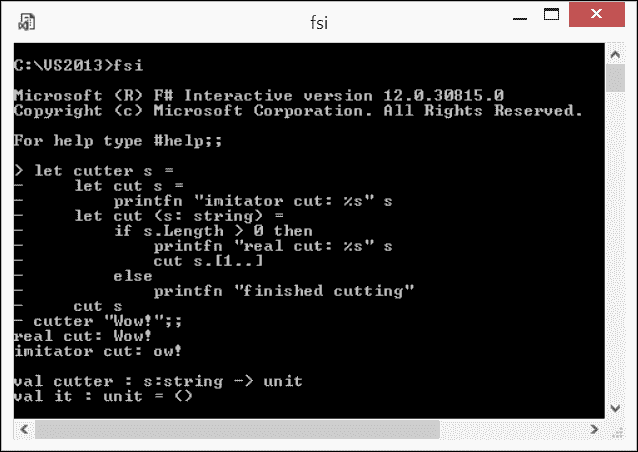 fsi
C:\VS2013>fsi
Microsoft (R) F# Interactive version 12.0.30815.0
Copyright (c) Microsoft Corporation. All Rights Reserved.
For help type #help;;
> let cutter s =
-     let cut s =
-         printfn "imitator cut: %s" s
-     let cut (s: string) =
-         if s.Length > 0 then
-             printfn "real cut: %s" s
-             cut s.[1..]
-         else
-             printfn "finished cutting"
-     cut s
- cutter "Wow!";;
real cut: Wow!
imitator cut: ow!
val cutter : s:string -> unit
val it : unit = ()